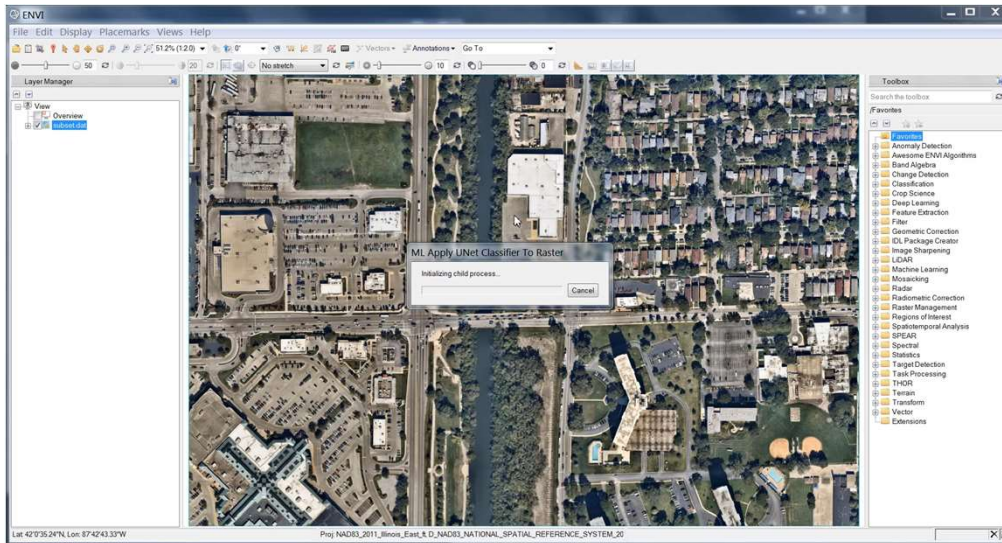 ENVI
File Edit Display Placemarks Views Help
51.2% (1:2.0) 0° Vectors Annotations Go To
50 20 No stretch 10 0
Layer Manager
View
Overview
subset.dat
ML Apply UNet Classifier To Raster
Initializing child process...
Cancel
Toolbox
Search the toolbox
/Favorites
Favorites
Anomaly Detection
Awesome ENVI Algorithms
Band Algebra
Change Detection
Classification
Crop Science
Deep Learning
Feature Extraction
Filter
Geometric Correction
IDL Package Creator
Image Sharpening
LiDAR
Machine Learning
Mosaicking
Radar
Radiometric Correction
Raster Management
Regions of Interest
Spatiotemporal Analysis
SPEAR
Spectral
Statistics
Target Detection
Task Processing
THOR
Terrain
Transform
Vector
Extensions
Lat: 42°0'35.24"N, Lon: 87°42'43.33"W Proj: NAD83_2011_Illinois_East_ft, D_NAD83_NATIONAL_SPATIAL_REFERENCE_SYSTEM_20